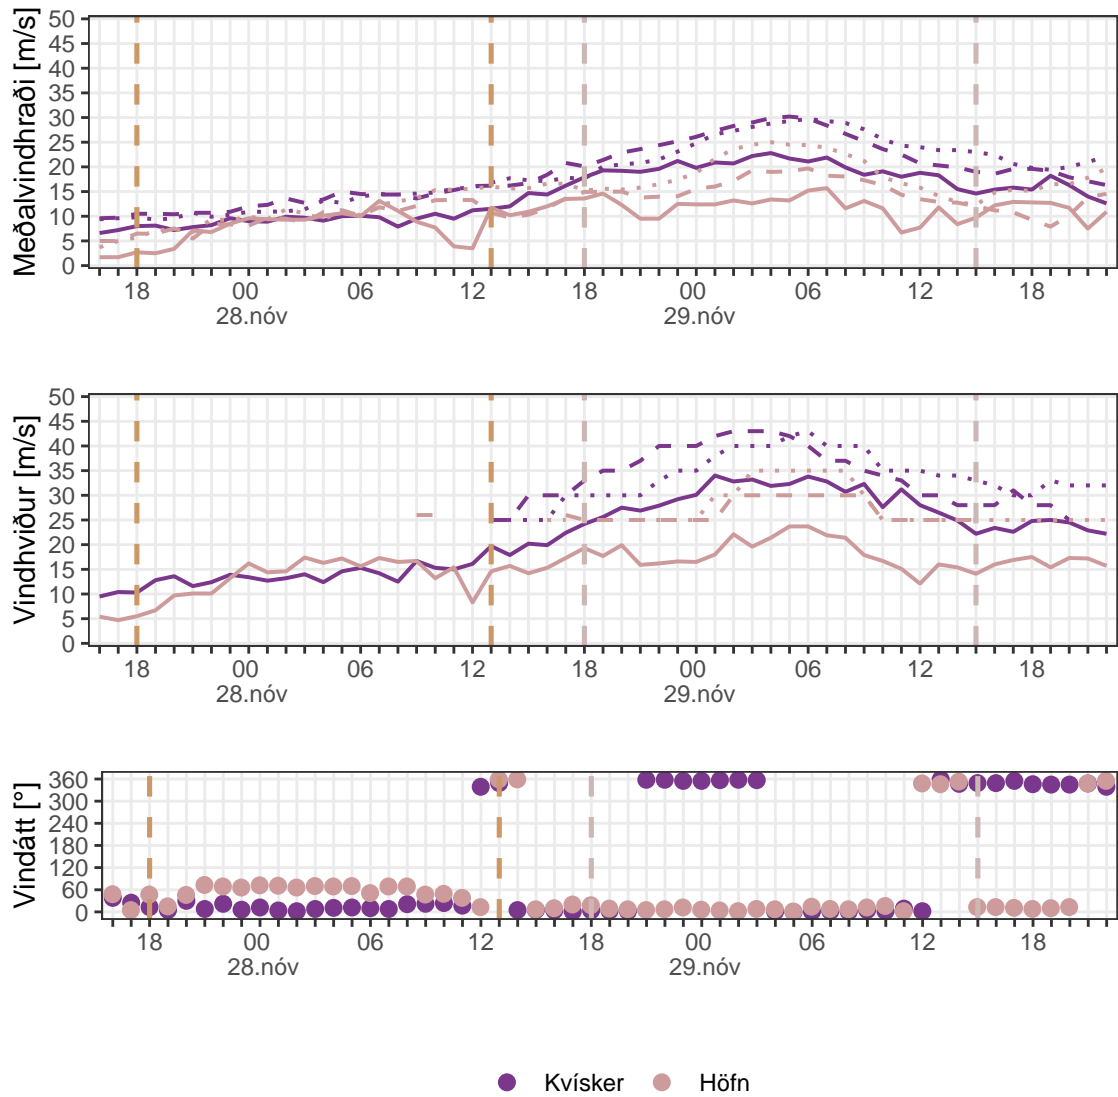 Meðalvindhraði [m/s]
50
45
40
35
30
25
20
15
10
5
0
18 00 06 12 18 00 06 12 18
28.nóv 29.nóv
Vindhviður [m/s]
50
45
40
35
30
25
20
15
10
5
0
18 00 06 12 18 00 06 12 18
28.nóv 29.nóv
Vindátt [°]
360
300
240
180
120
60
0
18 00 06 12 18 00 06 12 18
28.nóv 29.nóv
Kvísker Höfn